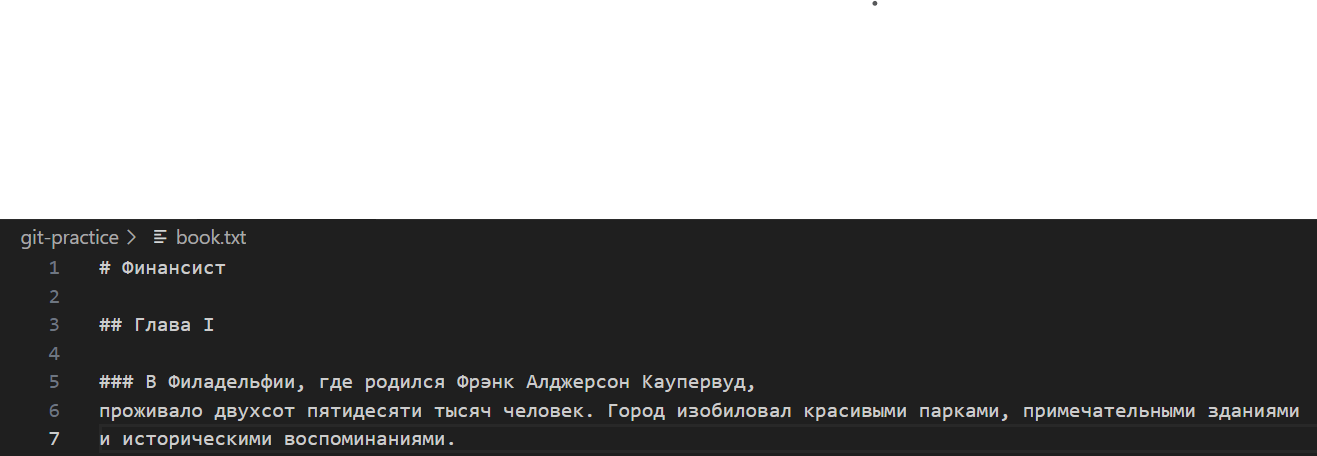 git-practice > book.txt
1 # Финансист
2
3 ## Глава I
4
5 ### В Филадельфии, где родился Фрэнк Алджерсон Каупервуд,
6 проживало двухсот пятидесяти тысяч человек. Город изобиловал красивыми парками, примечательными зданиями
7 и историческими воспоминаниями.